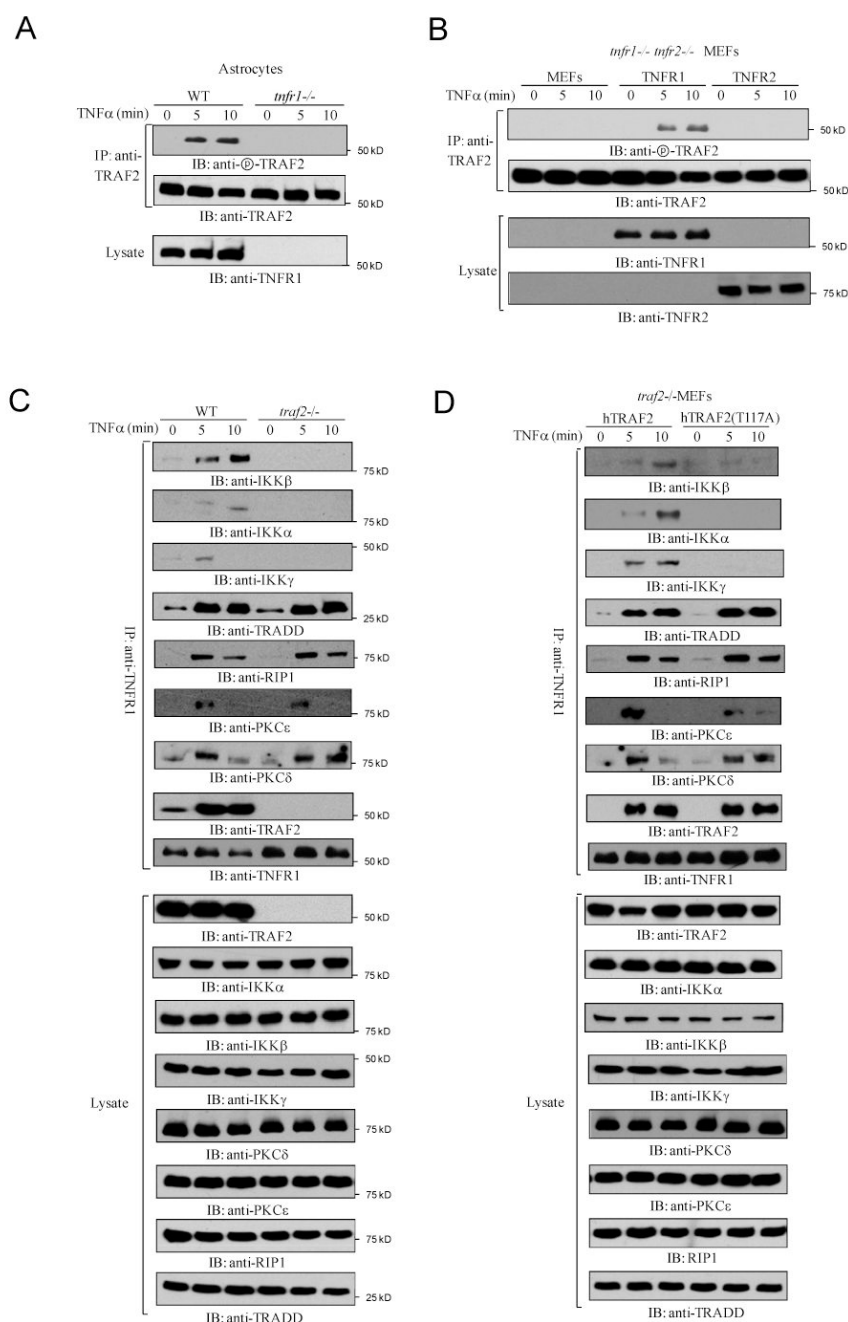 A
Astrocytes
WT tnfr1-/-
TNFα (min) 0 5 10 0 5 10
IP: anti-TRAF2
50 kD
IB: anti-Ⓟ-TRAF2
50 kD
IB: anti-TRAF2
Lysate
50 kD
IB: anti-TNFR1
B
tnfr1-/- tnfr2-/- MEFs
MEFs TNFR1 TNFR2
TNFα (min) 0 5 10 0 5 10 0 5 10
IP: anti-TRAF2
50 kD
IB: anti-Ⓟ-TRAF2
50 kD
IB: anti-TRAF2
Lysate
50 kD
IB: anti-TNFR1
75 kD
IB: anti-TNFR2
C
WT traf2-/-
TNFα (min) 0 5 10 0 5 10
IP: anti-TNFR1
75 kD
IB: anti-IKKβ
75 kD
IB: anti-IKKα
50 kD
IB: anti-IKKγ
25 kD
IB: anti-TRADD
75 kD
IB: anti-RIP1
75 kD
IB: anti-PKCε
75 kD
IB: anti-PKCδ
50 kD
IB: anti-TRAF2
50 kD
IB: anti-TNFR1
Lysate
50 kD
IB: anti-TRAF2
75 kD
IB: anti-IKKα
75 kD
IB: anti-IKKβ
50 kD
IB: anti-IKKγ
75 kD
IB: anti-PKCδ
75 kD
IB: anti-PKCε
75 kD
IB: anti-RIP1
25 kD
IB: anti-TRADD
D
traf2-/-MEFs
hTRAF2 hTRAF2(T117A)
TNFα (min) 0 5 10 0 5 10
IP: anti-TNFR1
IB: anti-IKKβ
IB: anti-IKKα
IB: anti-IKKγ
IB: anti-TRADD
IB: anti-RIP1
IB: anti-PKCε
IB: anti-PKCδ
IB: anti-TRAF2
IB: anti-TNFR1
Lysate
IB: anti-TRAF2
IB: anti-IKKα
IB: anti-IKKβ
IB: anti-IKKγ
IB: anti-PKCδ
IB: anti-PKCε
IB: RIP1
IB: anti-TRADD